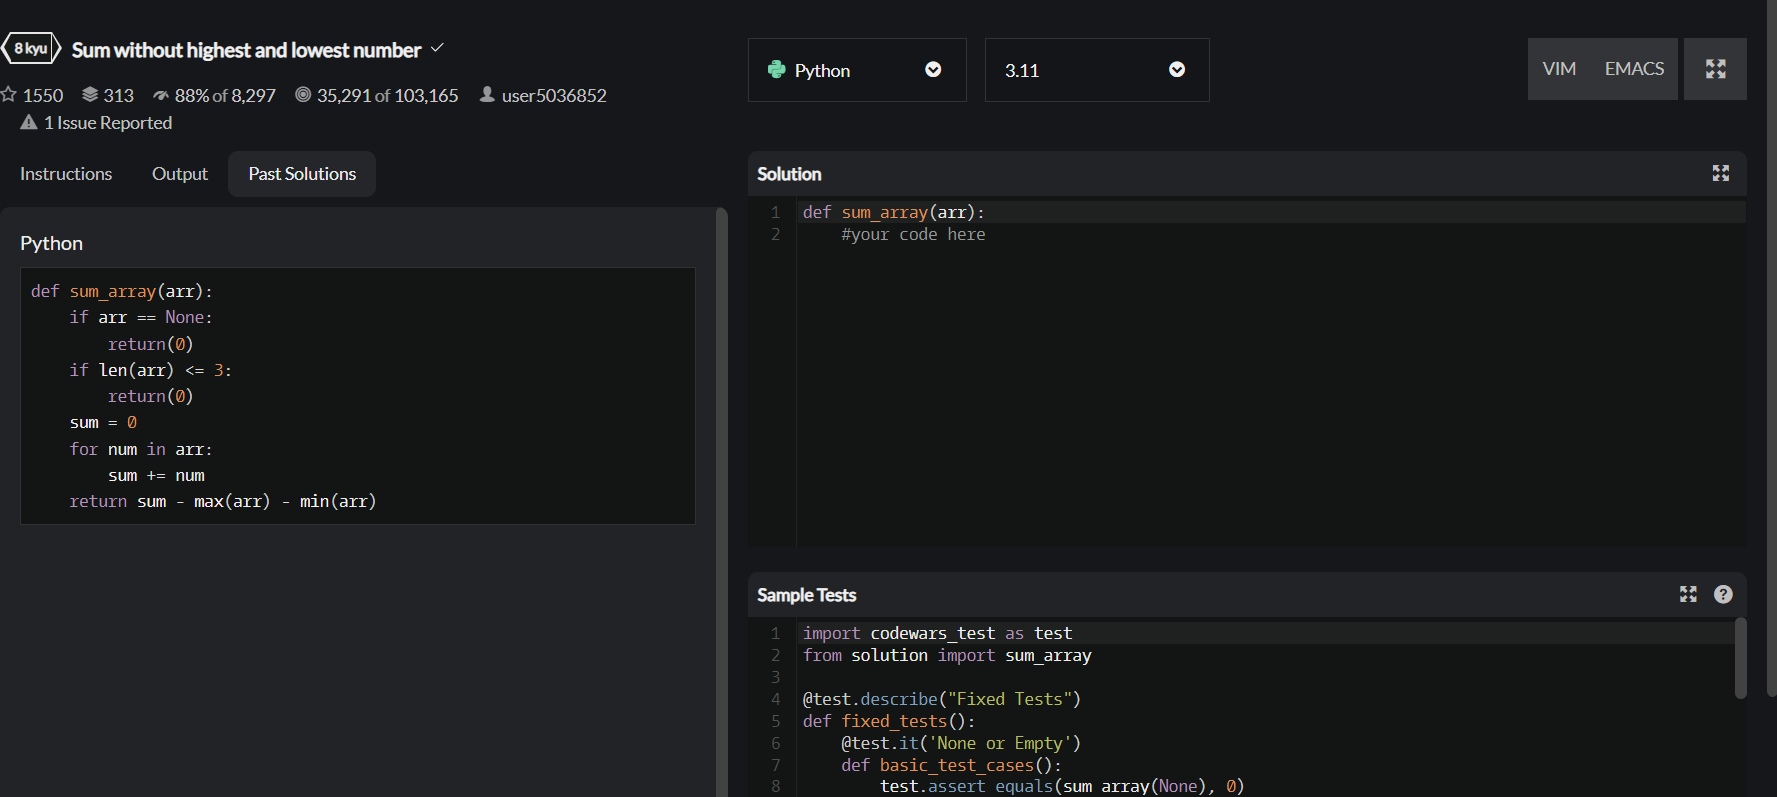 8 kyu Sum without highest and lowest number
1550 313 88% of 8,297 35,291 of 103,165 user5036852
1 Issue Reported
Instructions Output Past Solutions
Python
def sum_array(arr):
    if arr == None:
        return(0)
    if len(arr) <= 3:
        return(0)
    sum = 0
    for num in arr:
        sum += num
    return sum - max(arr) - min(arr)
Python 3.11 VIM EMACS
Solution
1 def sum_array(arr):
2     #your code here
Sample Tests
?
1 import codewars_test as test
2 from solution import sum_array
3
4 @test.describe("Fixed Tests")
5 def fixed_tests():
6     @test.it('None or Empty')
7     def basic_test_cases():
8         test.assert_equals(sum_array(None), 0)